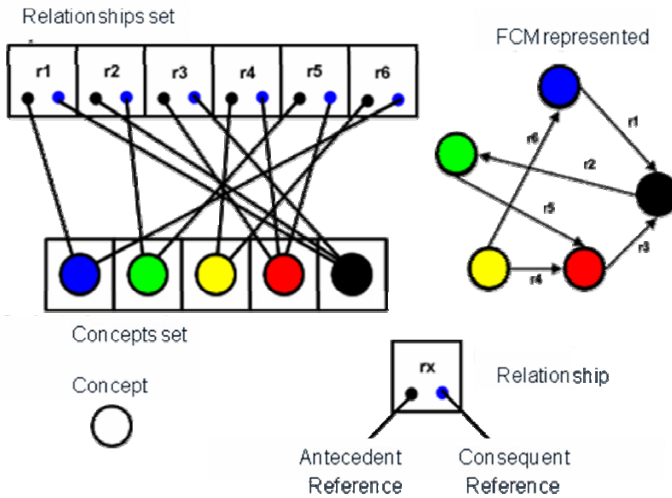 Relationships set
FCM represented
r1 r2 r3 r4 r5 r6
r1
r6
r2
r5
r4
r3
Concepts set
Concept
rx
Relationship
Antecedent Reference
Consequent Reference